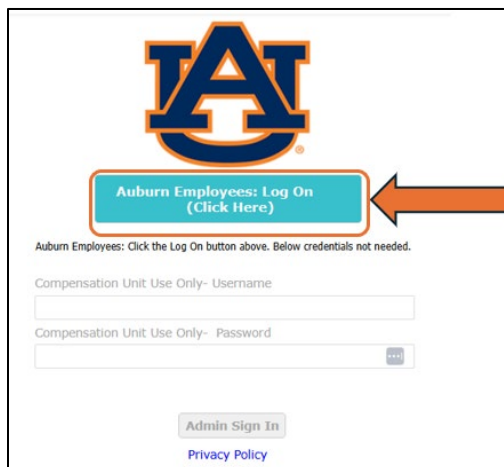 AU®
Auburn Employees: Log On
(Click Here)
Auburn Employees: Click the Log On button above. Below credentials not needed.
Compensation Unit Use Only- Username
Compensation Unit Use Only-  Password
Admin Sign In
Privacy Policy